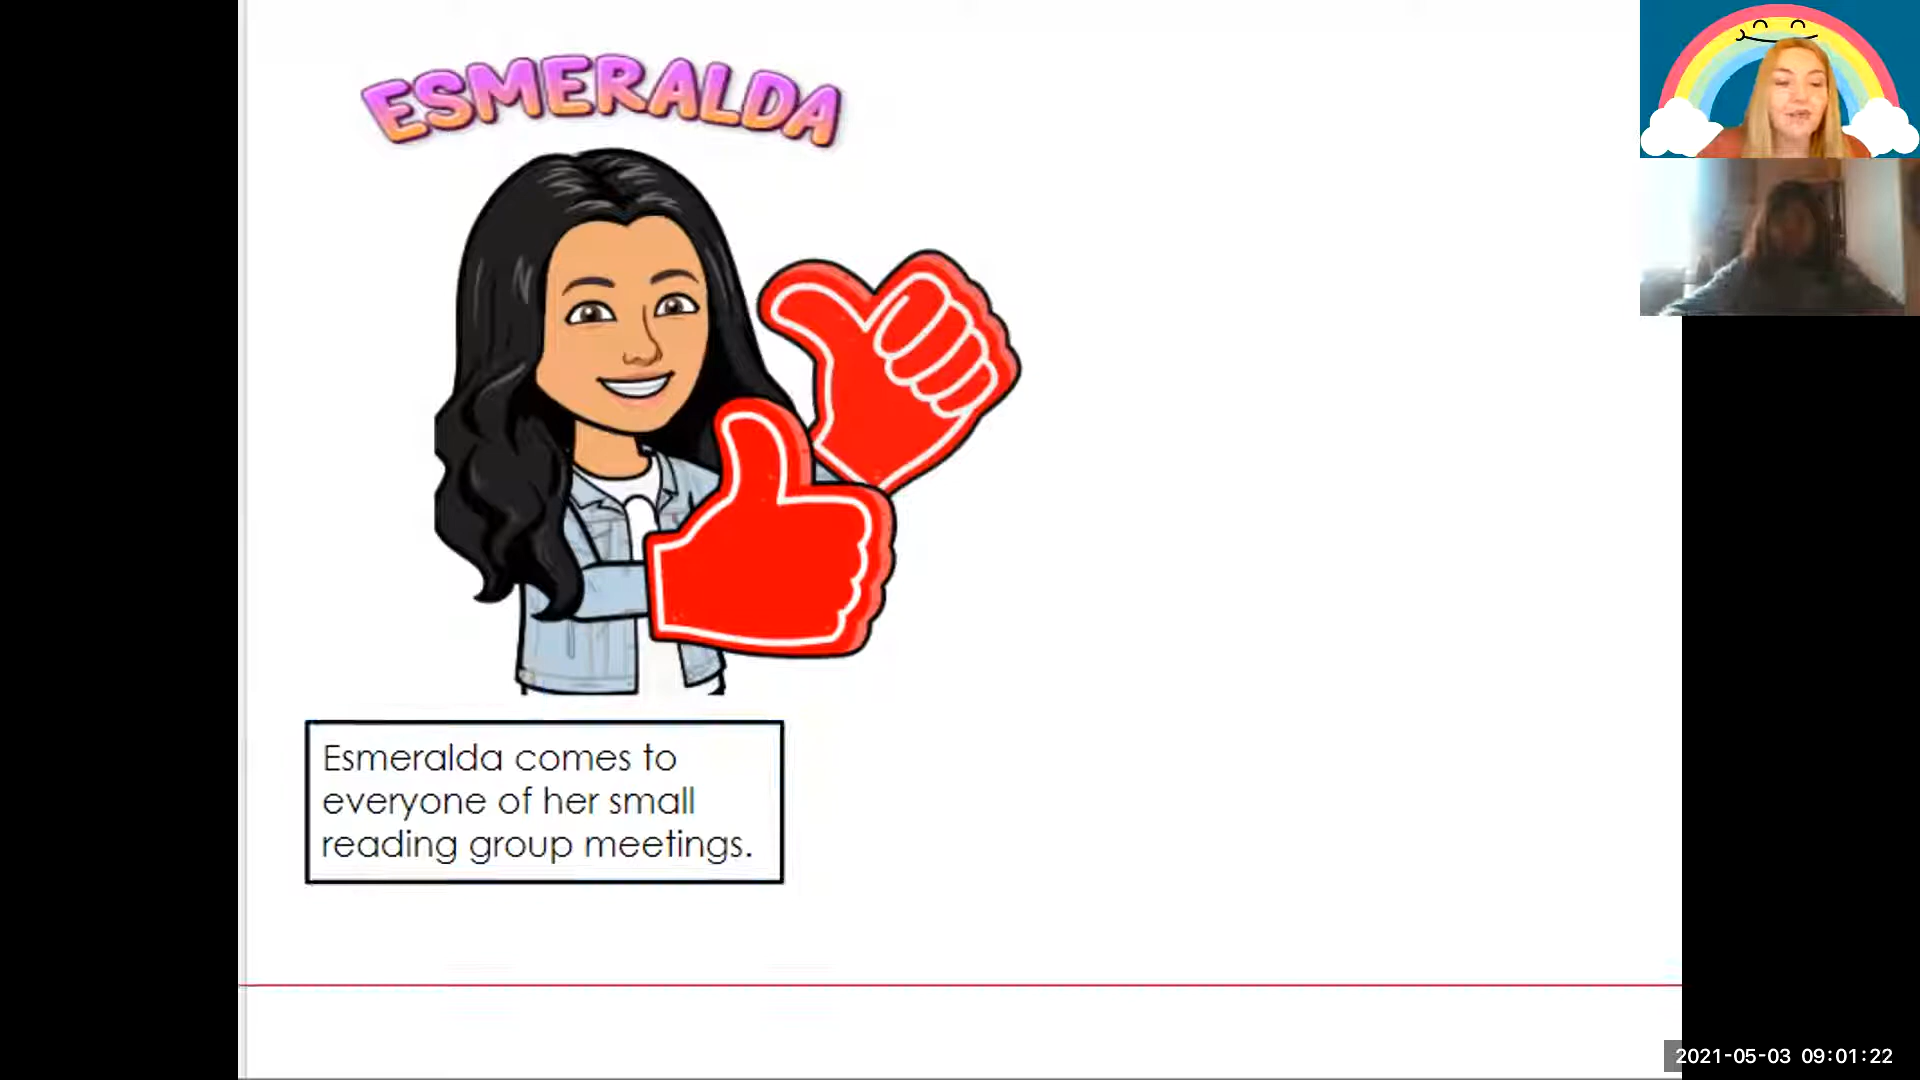 ESMERALDA
Esmeralda comes to
everyone of her small
reading group meetings.
2021-05-03 09:01:22